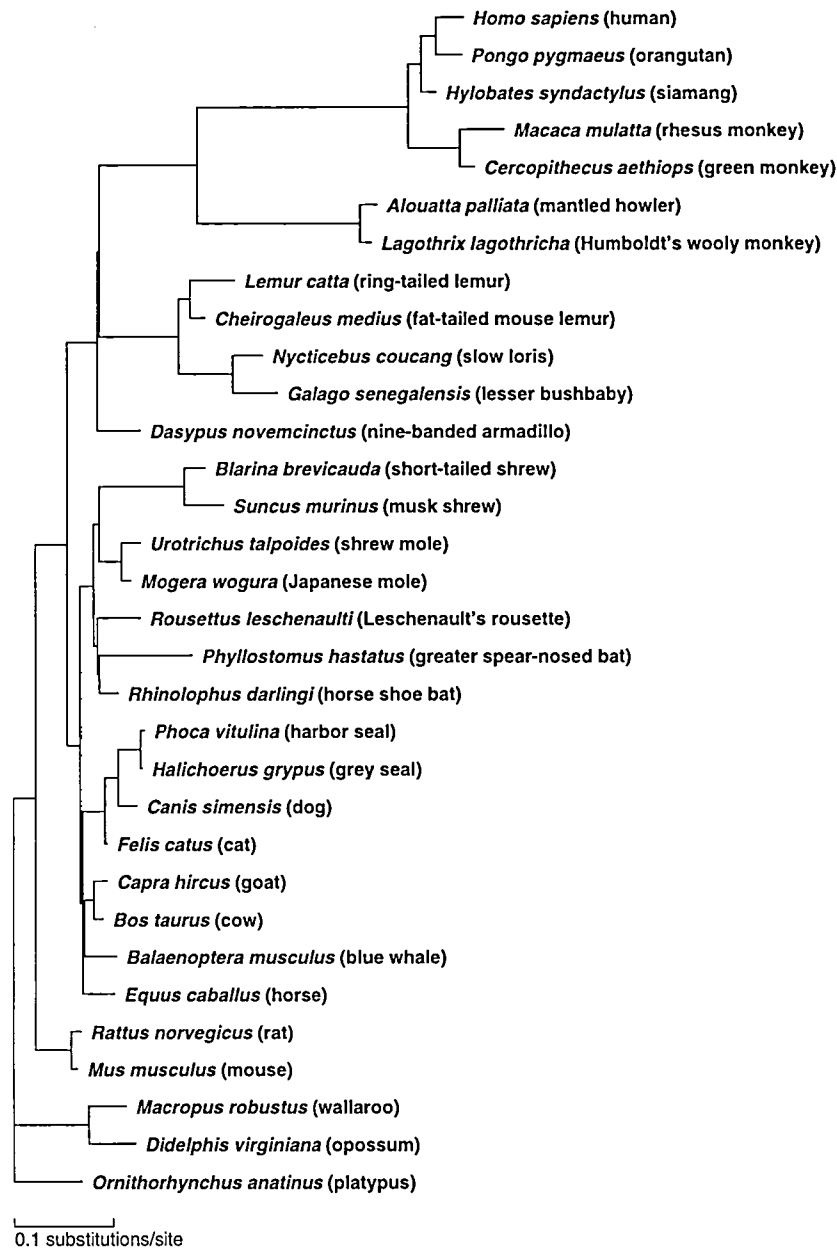 Homo sapiens (human)
Pongo pygmaeus (orangutan)
Hylobates syndactylus (siamang)
Macaca mulatta (rhesus monkey)
Cercopithecus aethiops (green monkey)
Alouatta palliata (mantled howler)
Lagothrix lagothricha (Humboldt's wooly monkey)
Lemur catta (ring-tailed lemur)
Cheirogaleus medius (fat-tailed mouse lemur)
Nycticebus coucang (slow loris)
Galago senegalensis (lesser bushbaby)
Dasypus novemcinctus (nine-banded armadillo)
Blarina brevicauda (short-tailed shrew)
Suncus murinus (musk shrew)
Urotrichus talpoides (shrew mole)
Mogera wogura (Japanese mole)
Rousettus leschenaulti (Leschenault's rousette)
Phyllostomus hastatus (greater spear-nosed bat)
Rhinolophus darlingi (horse shoe bat)
Phoca vitulina (harbor seal)
Halichoerus grypus (grey seal)
Canis simensis (dog)
Felis catus (cat)
Capra hircus (goat)
Bos taurus (cow)
Balaenoptera musculus (blue whale)
Equus caballus (horse)
Rattus norvegicus (rat)
Mus musculus (mouse)
Macropus robustus (wallaroo)
Didelphis virginiana (opossum)
Ornithorhynchus anatinus (platypus)
0.1 substitutions/site